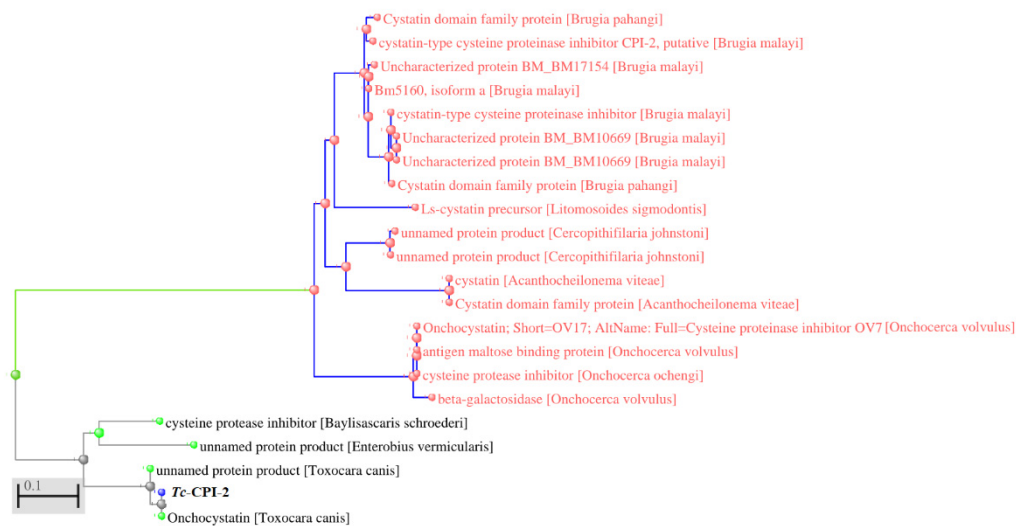 Cystatin domain family protein [Brugia pahangi]
cystatin-type cysteine proteinase inhibitor CPI-2, putative [Brugia malayi]
Uncharacterized protein BM_BM17154 [Brugia malayi]
Bm5160, isoform a [Brugia malayi]
cystatin-type cysteine proteinase inhibitor [Brugia malayi]
Uncharacterized protein BM_BM10669 [Brugia malayi]
Uncharacterized protein BM_BM10669 [Brugia malayi]
Cystatin domain family protein [Brugia pahangi]
Ls-cystatin precursor [Litomosoides sigmodontis]
unnamed protein product [Cercopithifilaria johnstoni]
unnamed protein product [Cercopithifilaria johnstoni]
cystatin [Acanthocheilonema viteae]
Cystatin domain family protein [Acanthocheilonema viteae]
Onchocystatin; Short=OV17; AltName: Full=Cysteine proteinase inhibitor OV7 [Onchocerca volvulus]
antigen maltose binding protein [Onchocerca volvulus]
cysteine protease inhibitor [Onchocerca ochengi]
beta-galactosidase [Onchocerca volvulus]
cysteine protease inhibitor [Baylisascaris schroederi]
unnamed protein product [Enterobius vermicularis]
unnamed protein product [Toxocara canis]
Tc-CPI-2
Onchocystatin [Toxocara canis]
0.1